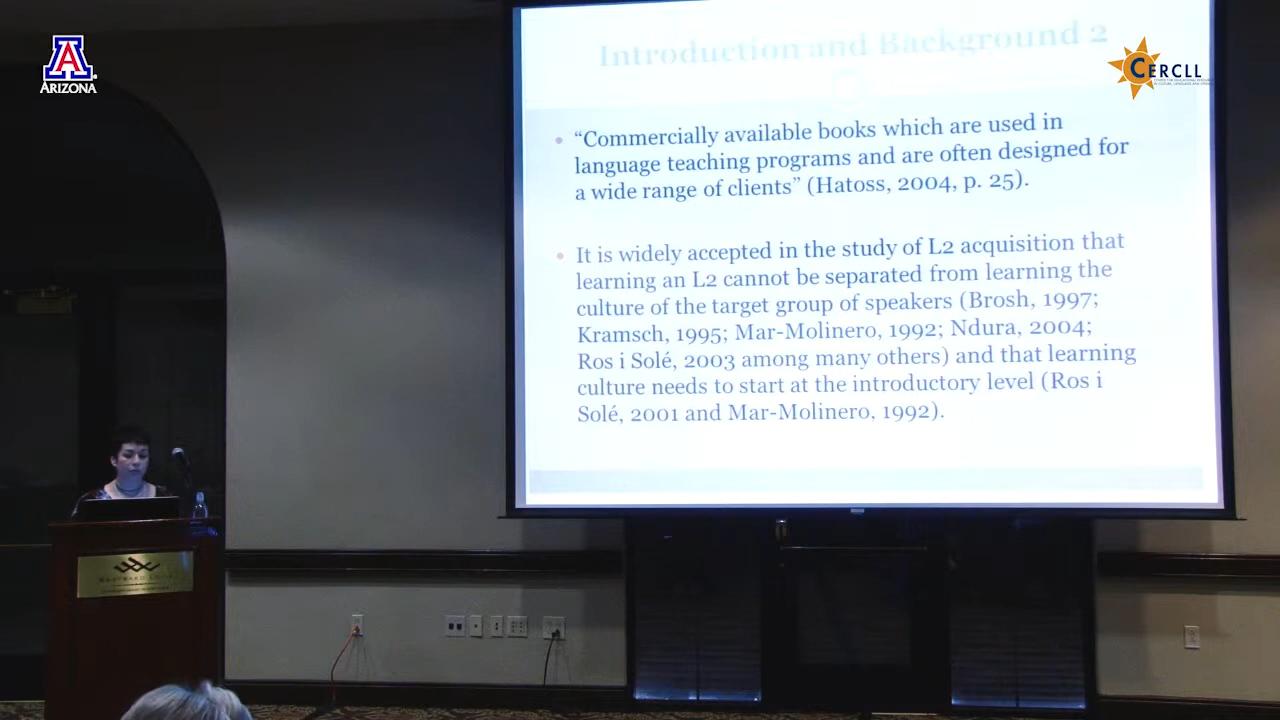 ARIZONA
Introduction and Background 2
CERCLL
“Commercially available books which are used in
language teaching programs and are often designed for
a wide range of clients” (Hatoss, 2004, p. 25).
It is widely accepted in the study of L2 acquisition that
learning an L2 cannot be separated from learning the
culture of the target group of speakers (Brosh, 1997;
Kramsch, 1995; Mar-Molinero, 1992; Ndura, 2004;
Ros i Solé, 2003 among many others) and that learning
culture needs to start at the introductory level (Ros i
Solé, 2001 and Mar-Molinero, 1992).